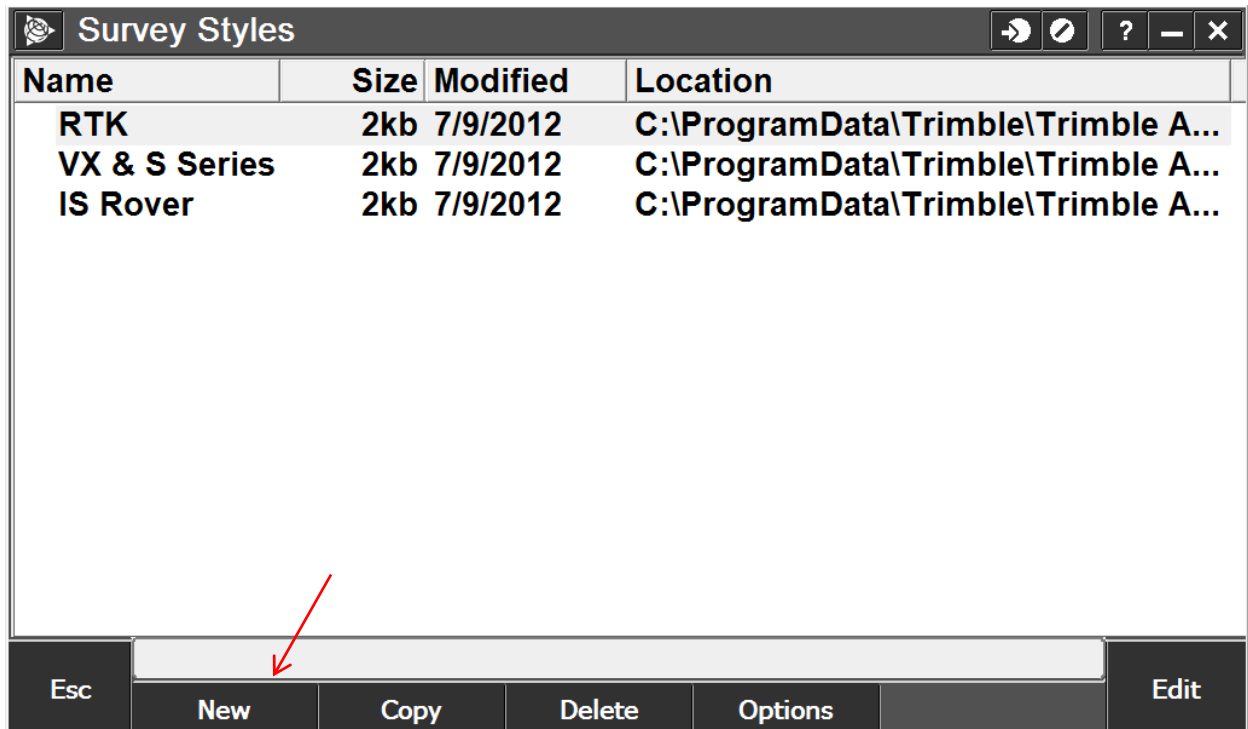 Survey Styles ?
Name Size Modified Location
RTK 2kb 7/9/2012 C:\ProgramData\Trimble\Trimble A...
VX & S Series 2kb 7/9/2012 C:\ProgramData\Trimble\Trimble A...
IS Rover 2kb 7/9/2012 C:\ProgramData\Trimble\Trimble A...
Esc New Copy Delete Options Edit